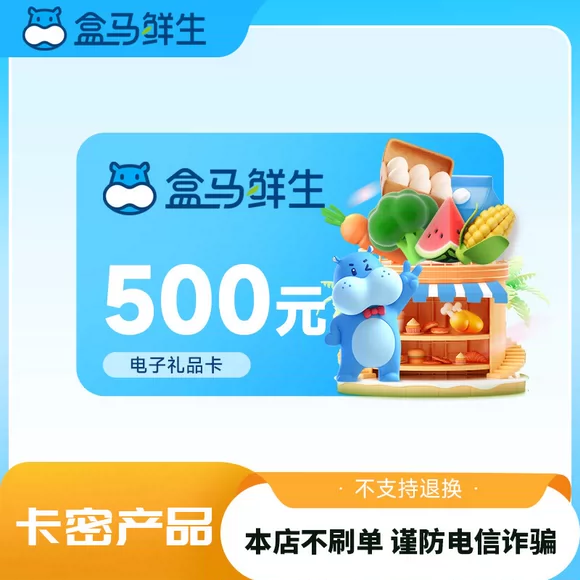 盒马鲜生
盒马鲜生
500元
电子礼品卡
·不支持退换·
卡密产品
本店不刷单 谨防电信诈骗